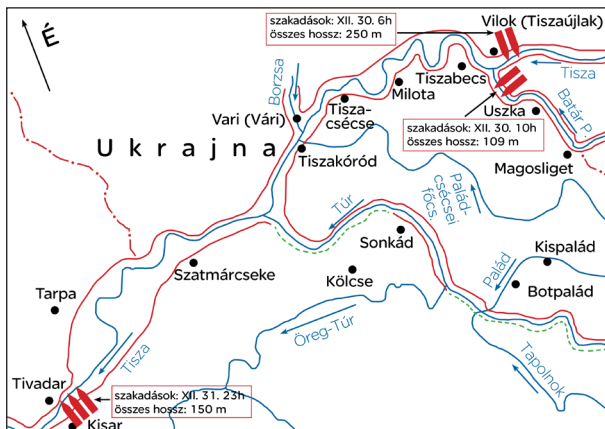 szakadások: XII. 30. 6h
összes hossz: 250 m
Vilok (Tiszaújlak)
É
Tisza
Borzsa
Tiszabecs
Milota
Uszka
Batár P.
Tisza-
csécse
Vari (Vári)
szakadások: XII. 30. 10h
összes hossz: 109 m
Ukrajna
Tiszakóród
Magosliget
Palád-
csécsei
főcs.
Túr
Sonkád
Kispalád
Palád
Szatmárcseke
Kölcse
Botpalád
Tarpa
Öreg-Túr
Tisza
Tapolnok
Tivadar
szakadások: XII. 31. 23h
összes hossz: 150 m
Kisar